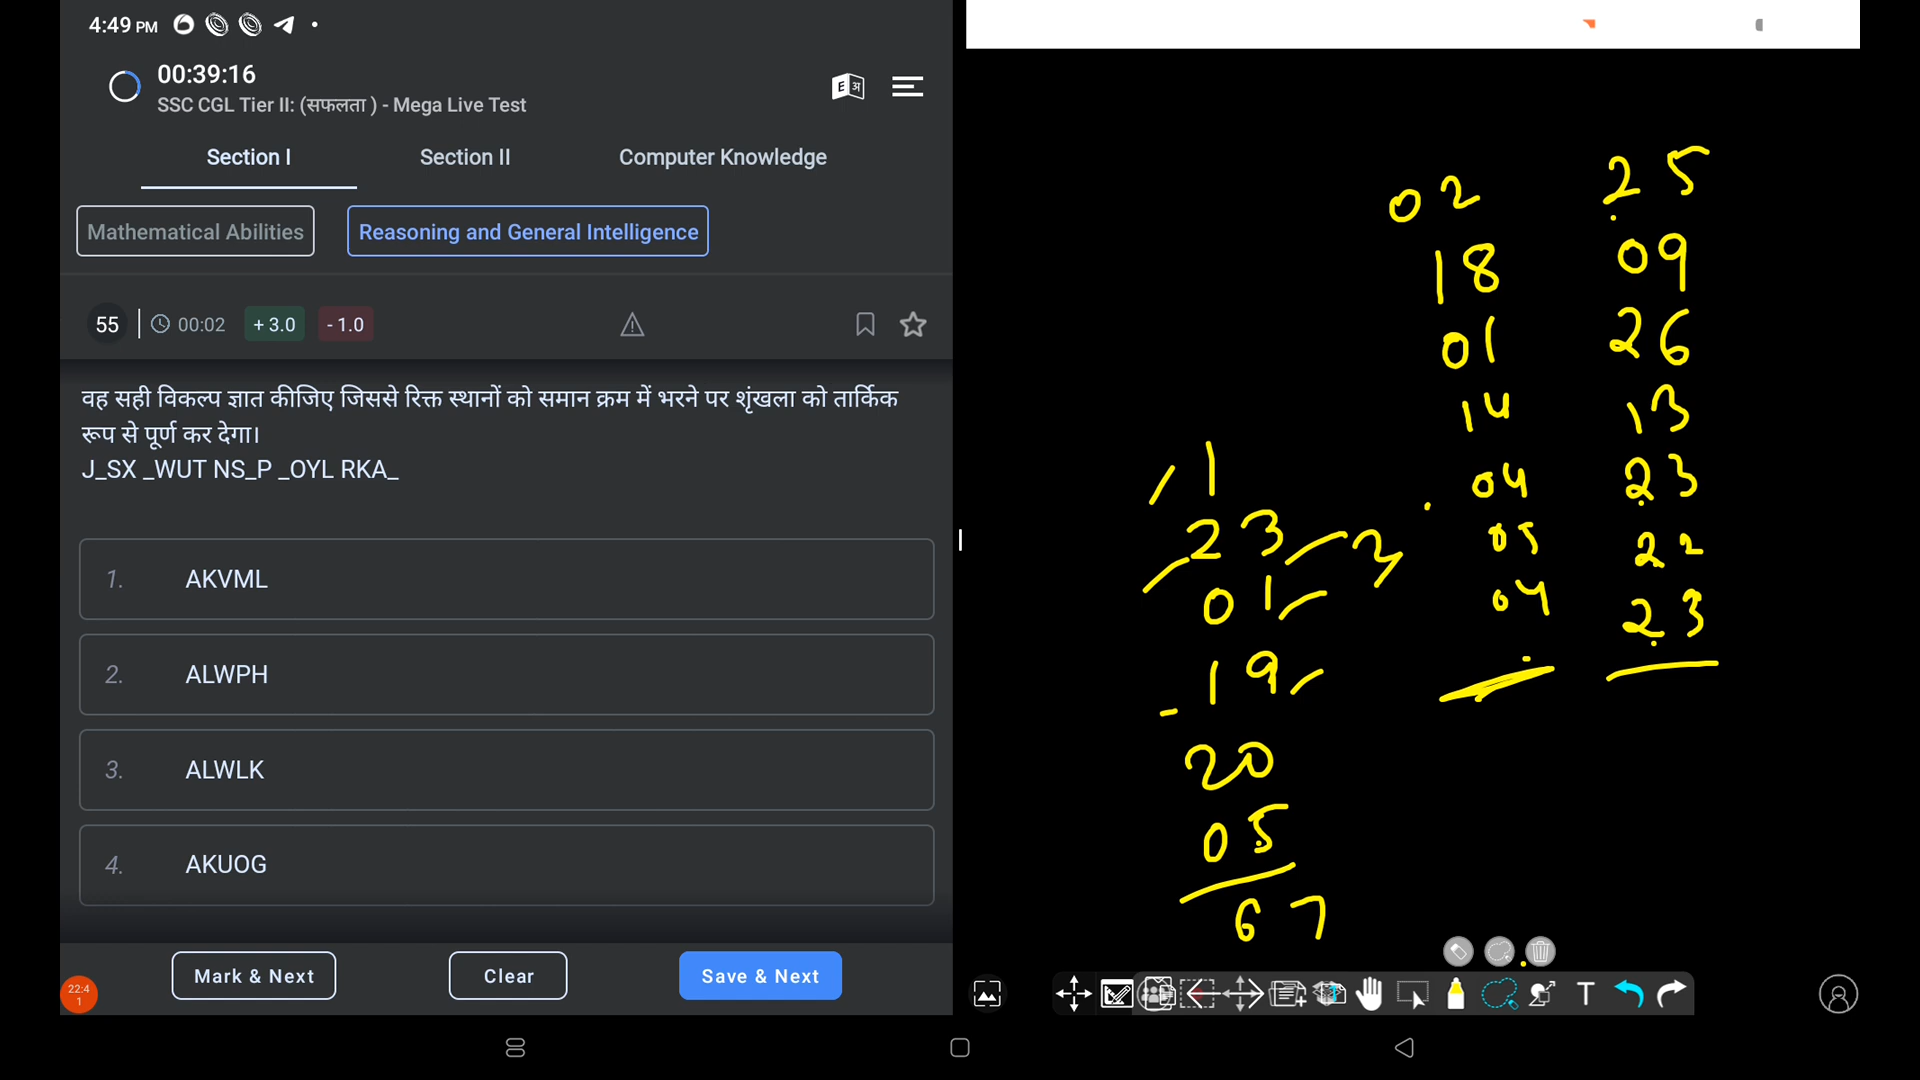 4:49 PM
00:39:16
SSC CGL Tier II: (सफलता ) - Mega Live Test
E अ
Section I
Section II
Computer Knowledge
Mathematical Abilities
Reasoning and General Intelligence
55
00:02
+ 3.0
- 1.0
वह सही विकल्प ज्ञात कीजिए जिससे रिक्त स्थानों को समान क्रम में भरने पर शृंखला को तार्किक
रूप से पूर्ण कर देगा।
J_SX _WUT NS_P _OYL RKA_
1. AKVML
2. ALWPH
3. ALWLK
4. AKUOG
Mark & Next
Clear
Save & Next
22:4
1
02
18
01
14
04
05
04
25
09
26
13
23
22
23
1
23
01
19
20
05
67
T